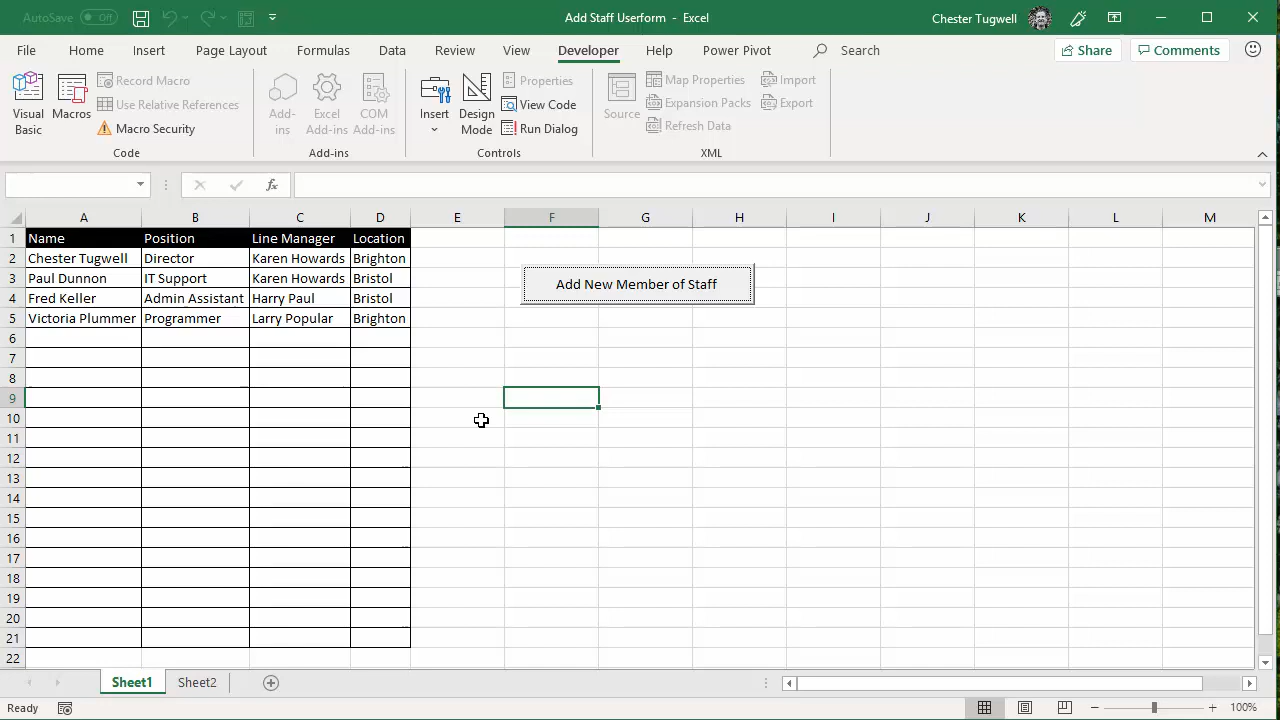 AutoSave Off
Add Staff Userform - Excel
Chester Tugwell
File Home Insert Page Layout Formulas Data Review View Developer Help Power Pivot Search Share Comments
Visual Basic
Macros
Record Macro
Use Relative References
Macro Security
Code
Add-ins
Excel Add-ins
COM Add-ins
Add-ins
Insert
Design Mode
Properties
View Code
Run Dialog
Controls
Source
Map Properties
Expansion Packs
Refresh Data
Import
Export
XML
fx
A B C D E F G H I J K L M
1 Name Position Line Manager Location
2 Chester Tugwell Director Karen Howards Brighton
3 Paul Dunnon IT Support Karen Howards Bristol
4 Fred Keller Admin Assistant Harry Paul Bristol
5 Victoria Plummer Programmer Larry Popular Brighton
Add New Member of Staff
6
7
8
9
10
11
12
13
14
15
16
17
18
19
20
21
22
Sheet1 Sheet2
Ready
100%